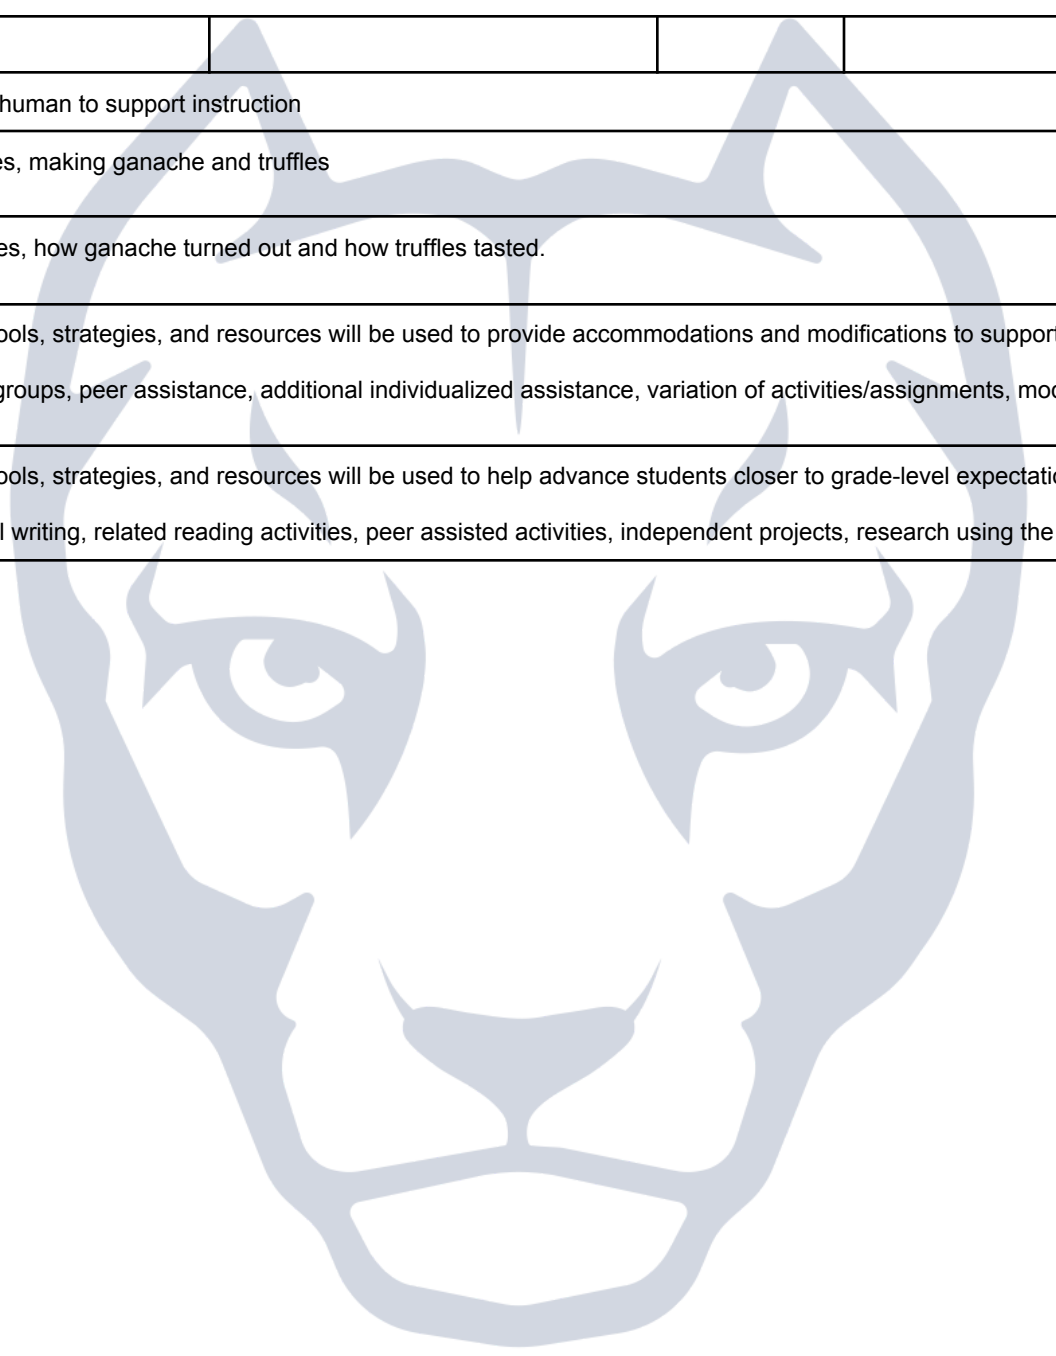 human to support instruction
es, making ganache and truffles
es, how ganache turned out and how truffles tasted.
ools, strategies, and resources will be used to provide accommodations and modifications to support
groups, peer assistance, additional individualized assistance, variation of activities/assignments, mod
ools, strategies, and resources will be used to help advance students closer to grade-level expectatio
l writing, related reading activities, peer assisted activities, independent projects, research using the